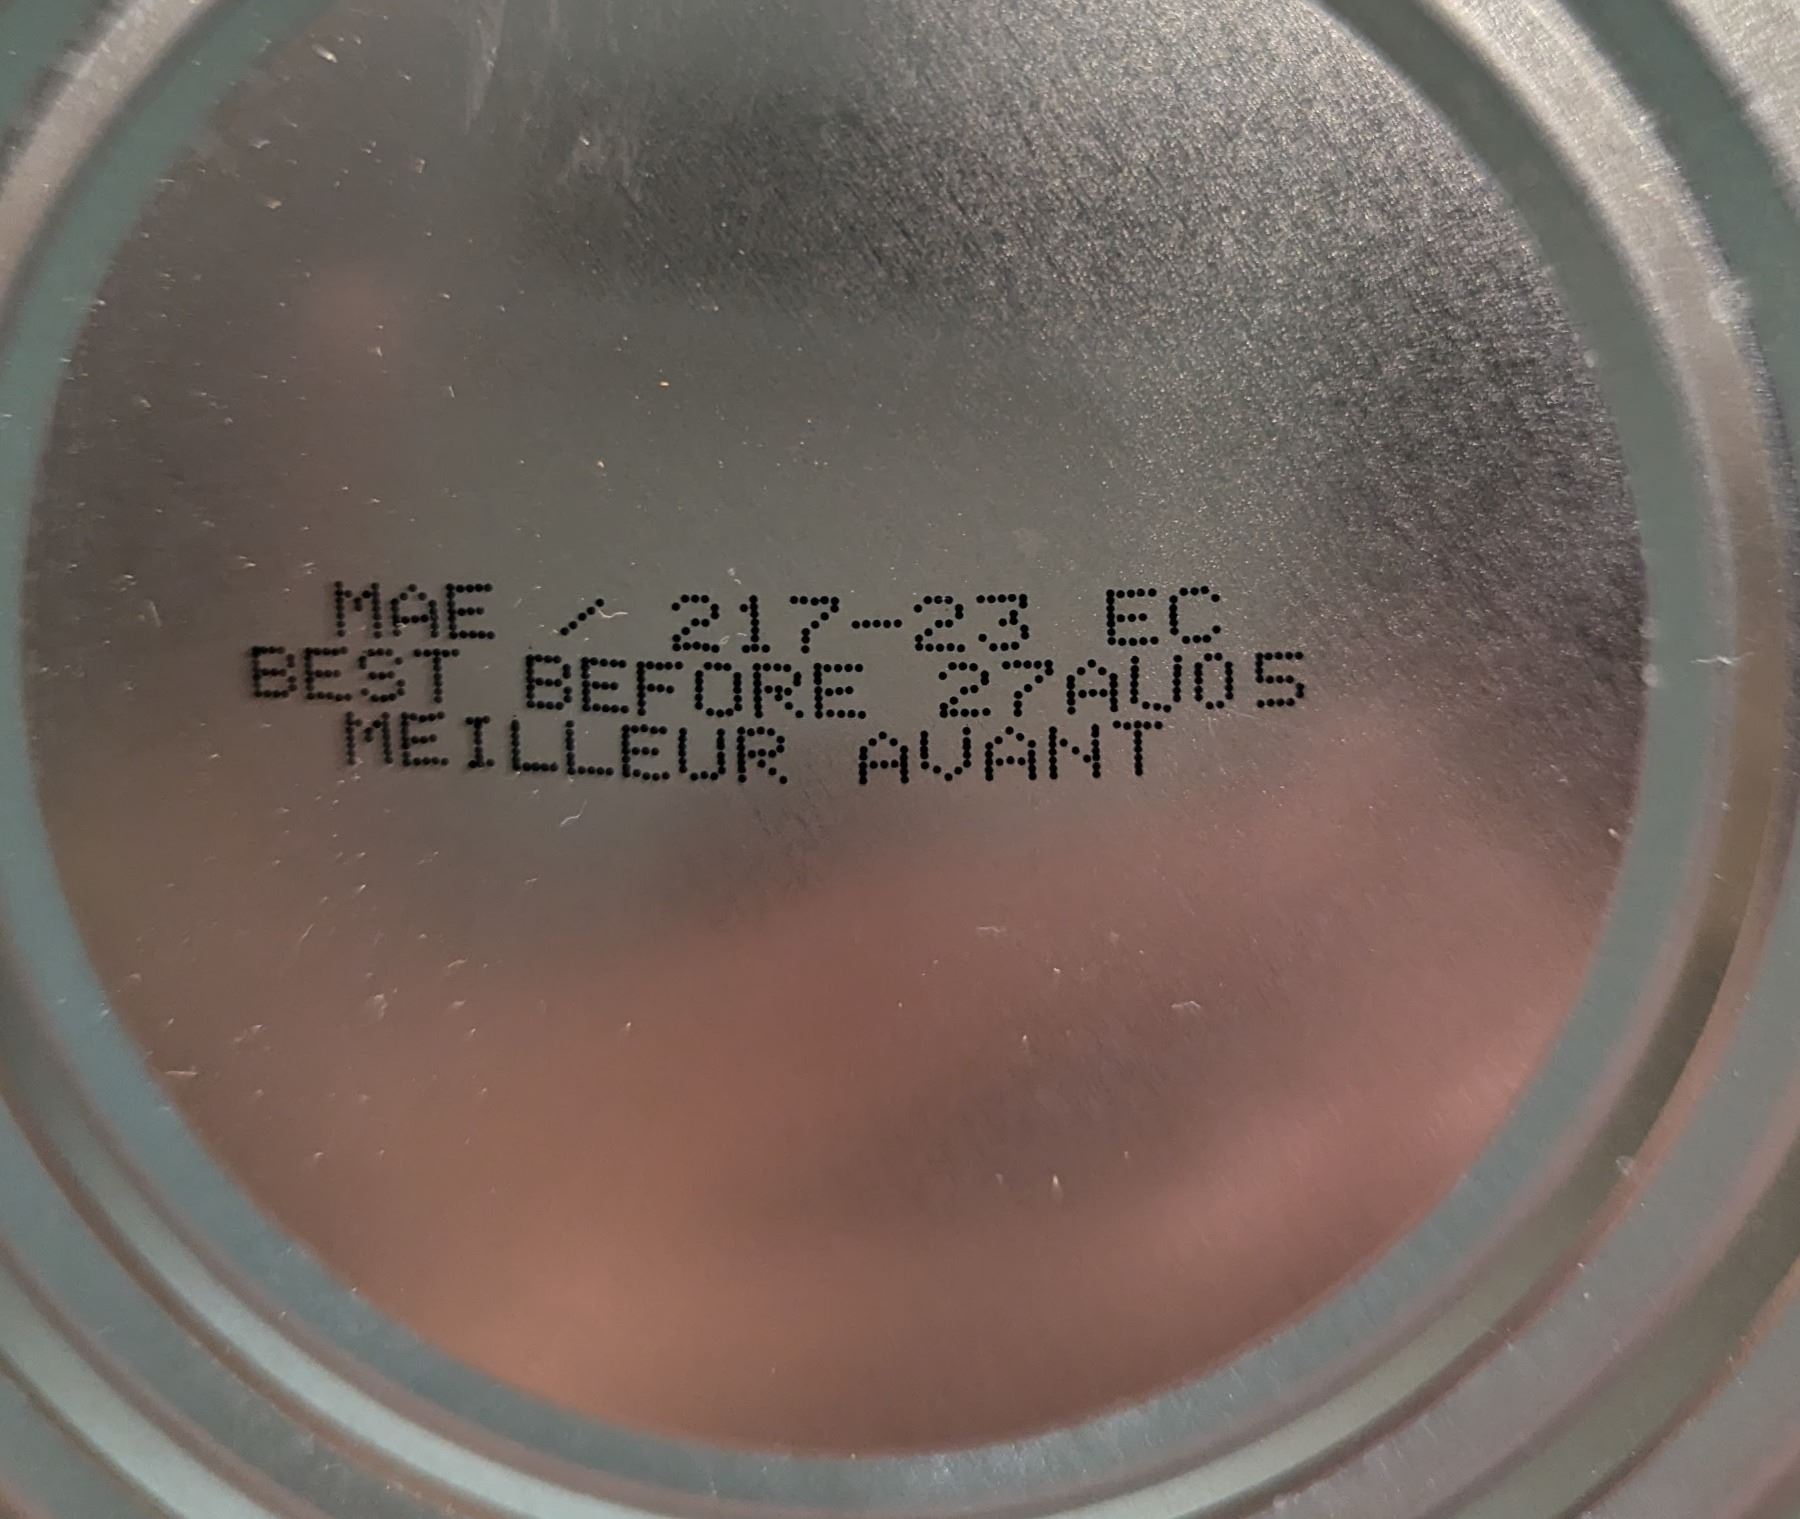 MAE / 217-23 EC
BEST BEFORE 27AU05
MEILLEUR AVANT